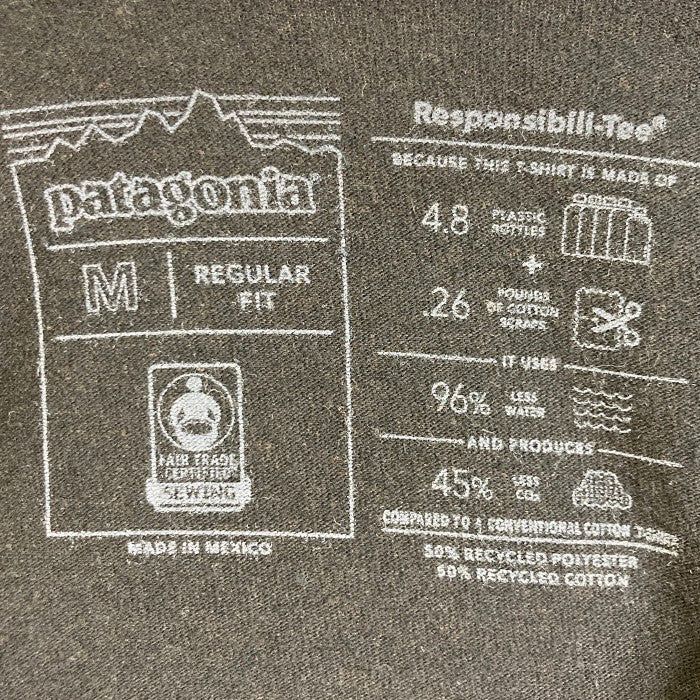 patagonia®
M
REGULAR
FIT
FAIR TRADE
CERTIFIED
SEWING
MADE IN MEXICO
Responsibili-Tee®
BECAUSE THIS T-SHIRT IS MADE OF
4.8 PLASTIC
BOTTLES
+
.26 POUNDS
OF COTTON
SCRAPS
IT USES
96% LESS
WATER
AND PRODUCES
45% LESS
CO₂
COMPARED TO 1 CONVENTIONAL COTTON T-SHIRT
50% RECYCLED POLYESTER
50% RECYCLED COTTON